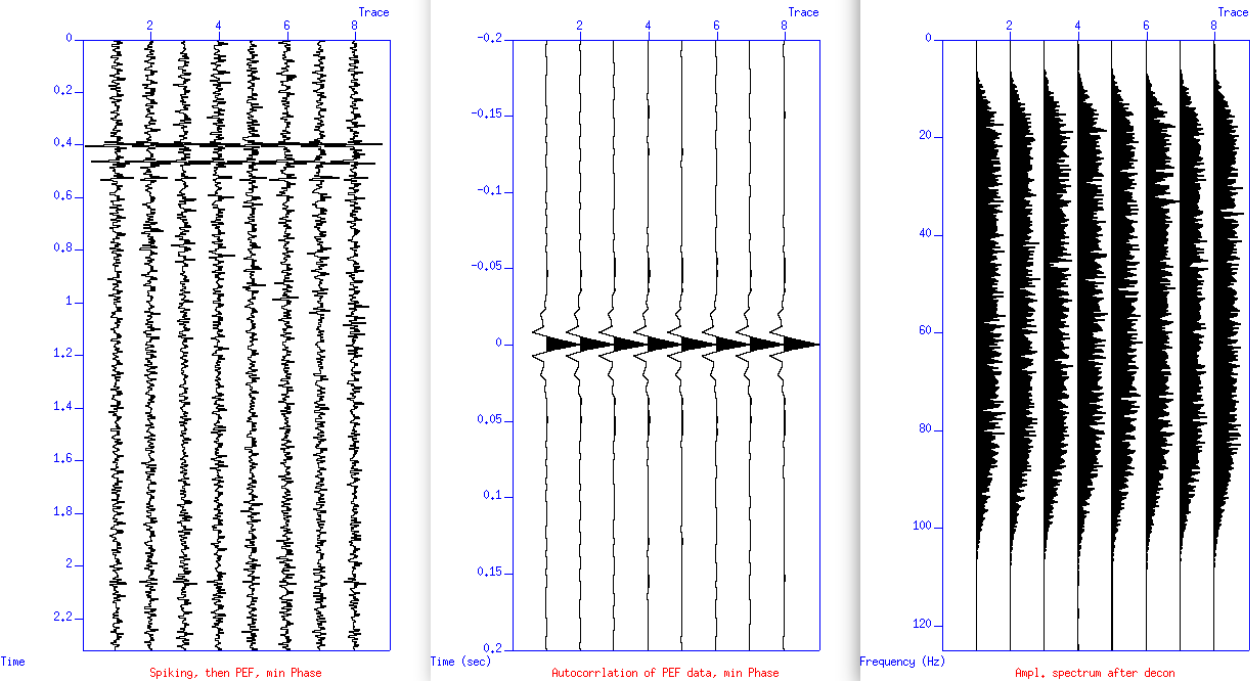 Trace
2 4 6 8
0
0.2
0.4
0.6
0.8
1
1.2
1.4
1.6
1.8
2
2.2
Time
Spiking, then PEF, min Phase
Trace
2 4 6 8
-0.2
-0.15
-0.1
-0.05
0
0.05
0.1
0.15
0.2
Time (sec)
Autocorrlation of PEF data, min Phase
Trace
2 4 6 8
0
20
40
60
80
100
120
Frequency (Hz)
Ampl. spectrum after decon